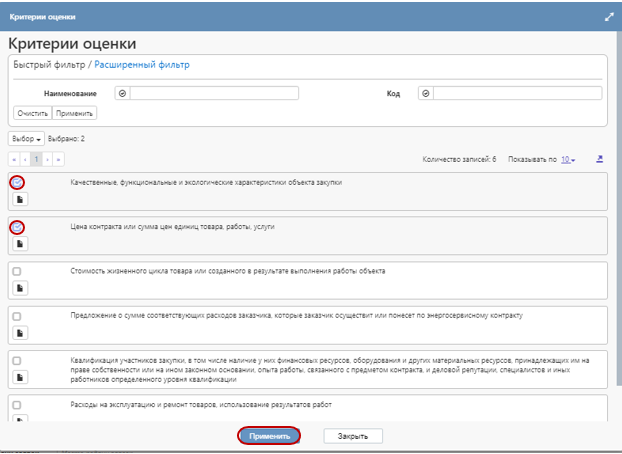 Критерии оценки
Критерии оценки
Быстрый фильтр / Расширенный фильтр
Наименование Код
Очистить Применить
Выбор Выбрано: 2
« ‹ 1 › » Количество записей: 6 Показывать по 10
Качественные, функциональные и экологические характеристики объекта закупки
Цена контракта или сумма цен единиц товара, работы, услуги
Стоимость жизненного цикла товара или созданного в результате выполнения работы объекта
Предложение о сумме соответствующих расходов заказчика, которые заказчик осуществит или понесет по энергосервисному контракту
Квалификация участников закупки, в том числе наличие у них финансовых ресурсов, оборудования и других материальных ресурсов, принадлежащих им на
праве собственности или на ином законном основании, опыта работы, связанного с предметом контракта, и деловой репутации, специалистов и иных
работников определенного уровня квалификации
Расходы на эксплуатацию и ремонт товаров, использование результатов работ
Применить Закрыть